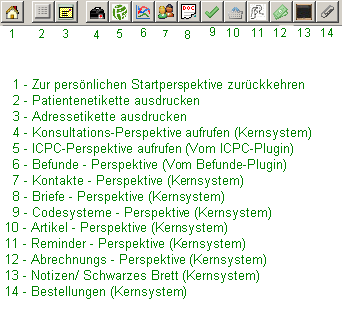 1 2 3 4 5 6 7 8 9 10 11 12 13 14
1 - Zur persönlichen Startperspektive zurückkehren
2 - Patientenetikette ausdrucken
3 - Adressetikette ausdrucken
4 - Konsultations-Perspektive aufrufen (Kernsystem)
5 - ICPC-Perspektive aufrufen (Vom ICPC-Plugin)
6 - Befunde - Perspektive (Vom Befunde-Plugin)
7 - Kontakte - Perspektive (Kernsystem)
8 - Briefe - Perspektive (Kernsystem)
9 - Codesysteme - Perspektive (Kernsystem)
10 - Artikel - Perspektive (Kernsystem)
11 - Reminder - Perspektive (Kernsystem)
12 - Abrechnungs - Perspektive (Kernsystem)
13 - Notizen/ Schwarzes Brett (Kernsystem)
14 - Bestellungen (Kernsystem)